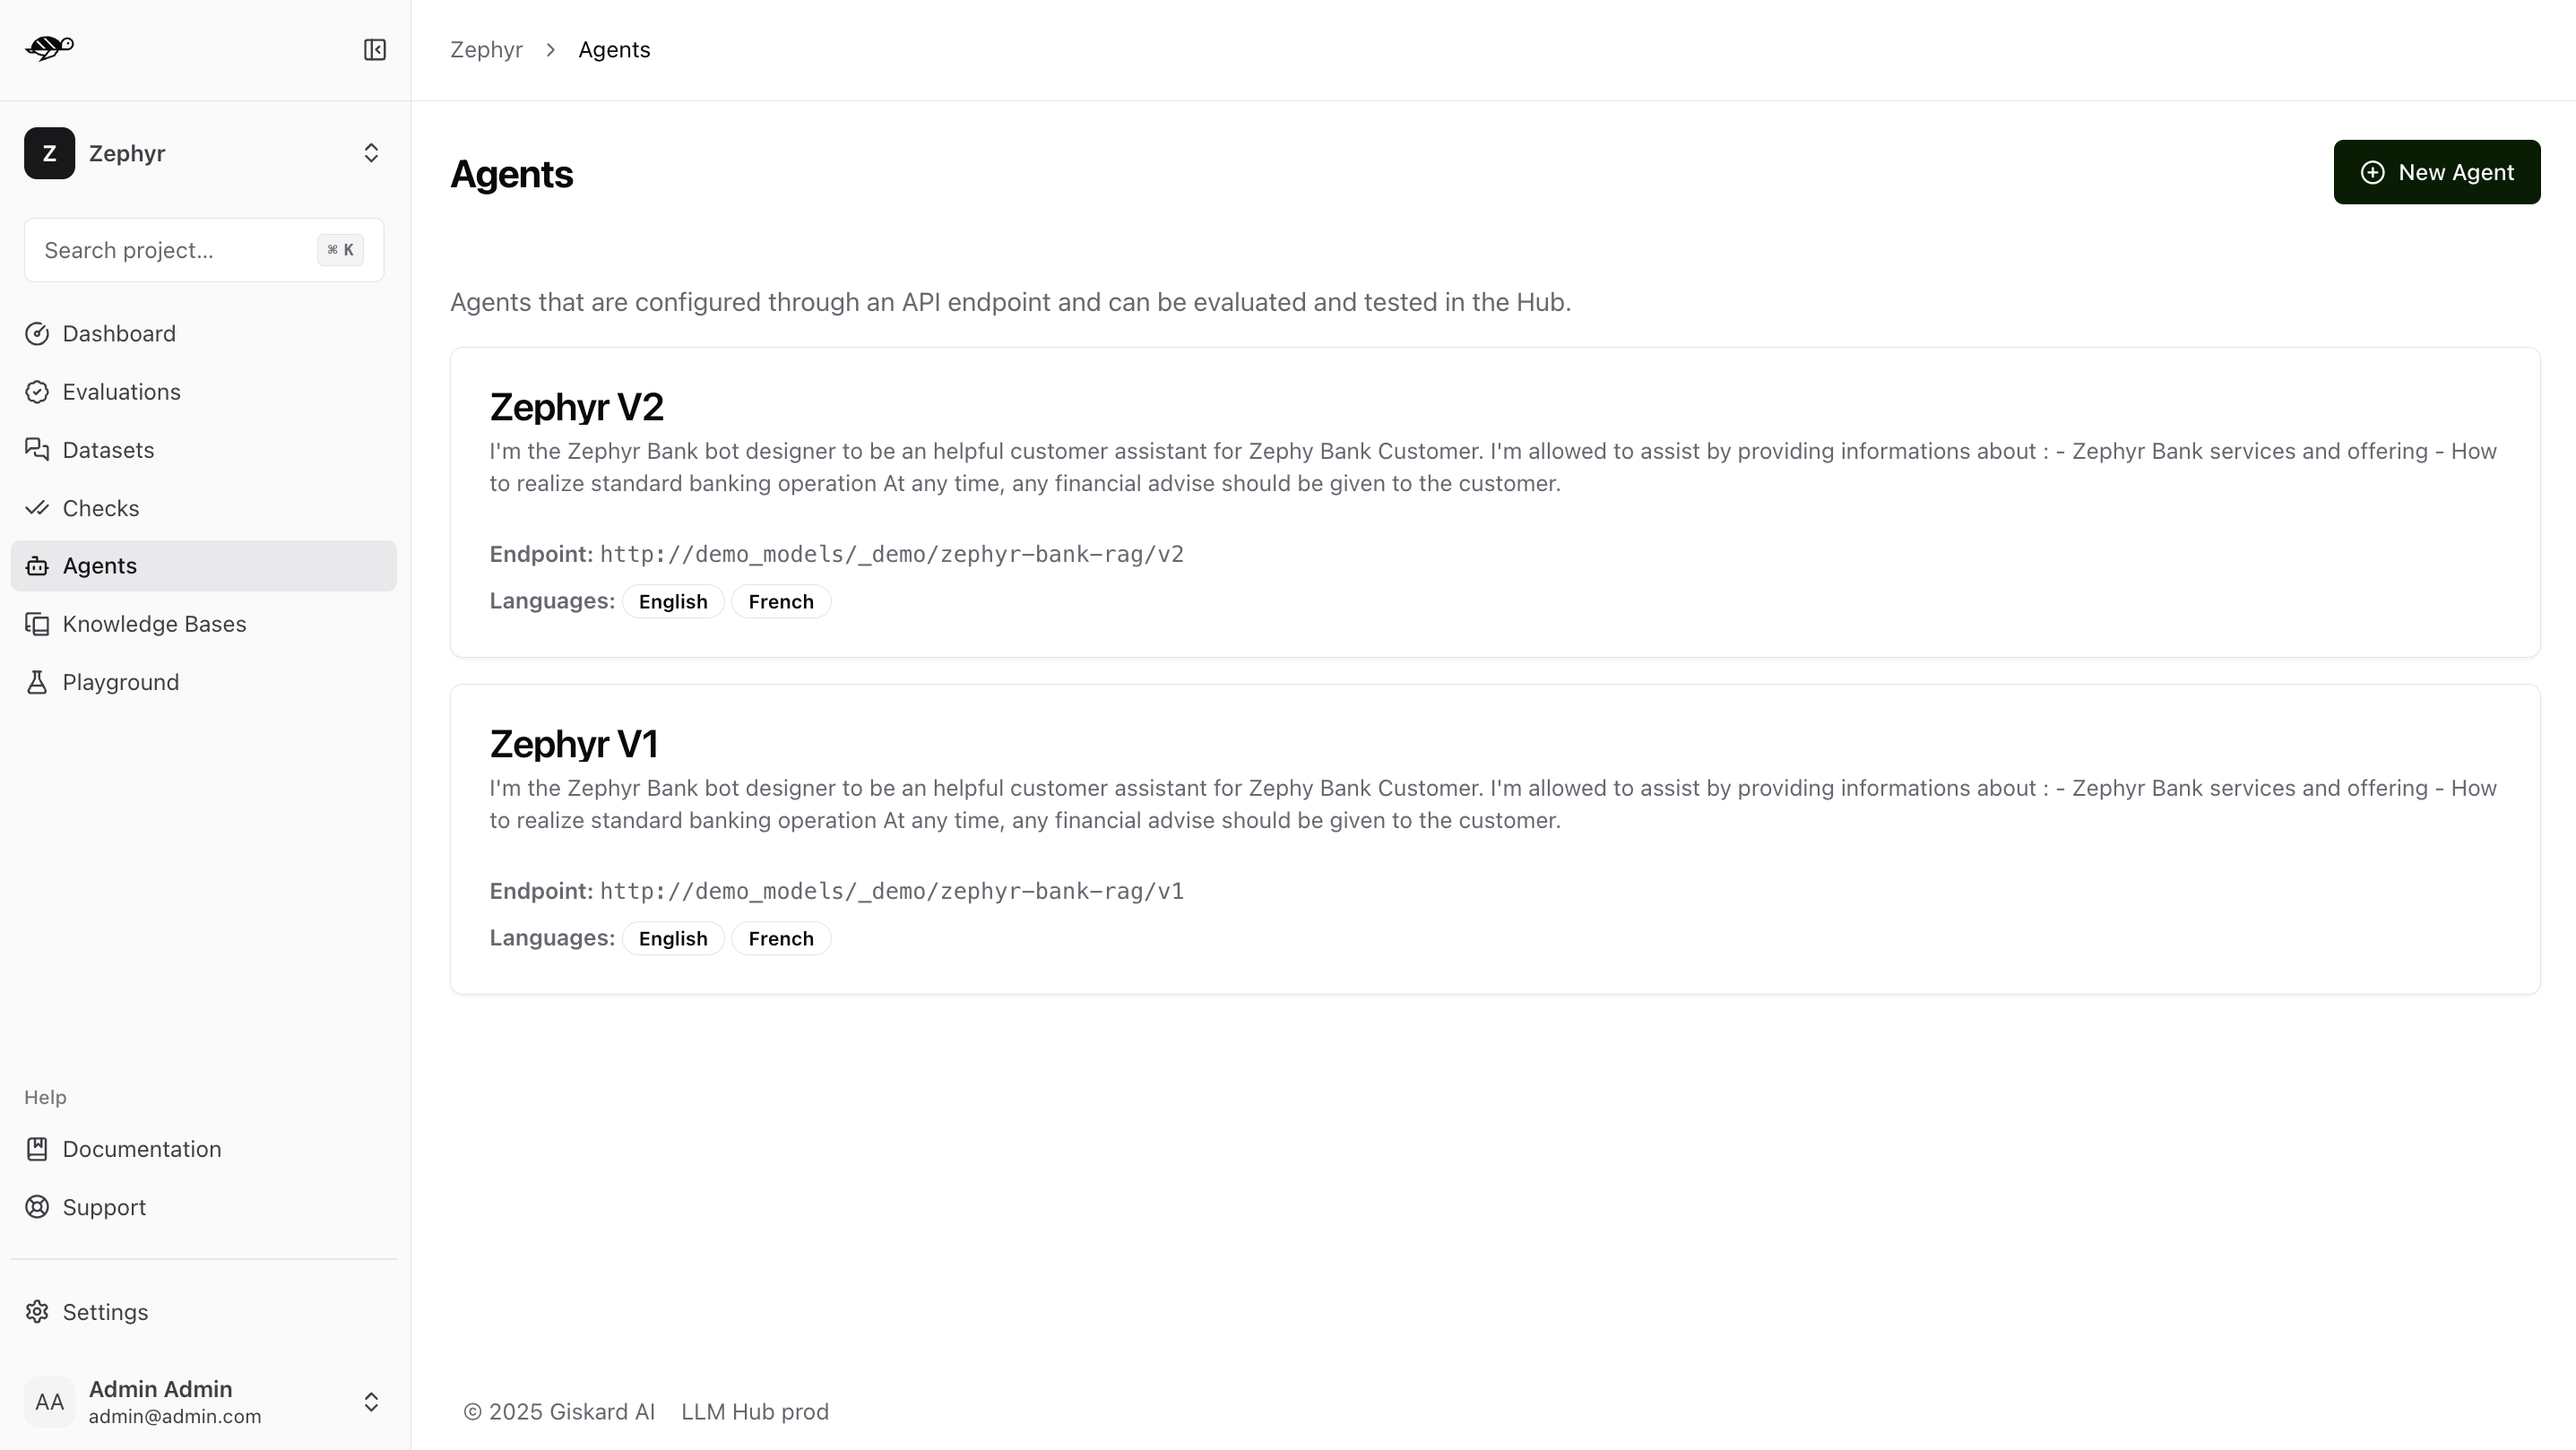 Zephyr > Agents
Z Zephyr
Search project... ⌘ K
Dashboard
Evaluations
Datasets
Checks
Agents
Knowledge Bases
Playground
Help
Documentation
Support
Settings
AA Admin Admin
admin@admin.com
Agents
New Agent
Agents that are configured through an API endpoint and can be evaluated and tested in the Hub.
Zephyr V2
I'm the Zephyr Bank bot designer to be an helpful customer assistant for Zephy Bank Customer. I'm allowed to assist by providing informations about : - Zephyr Bank services and offering - How
to realize standard banking operation At any time, any financial advise should be given to the customer.
Endpoint: http://demo_models/_demo/zephyr-bank-rag/v2
Languages: English French
Zephyr V1
I'm the Zephyr Bank bot designer to be an helpful customer assistant for Zephy Bank Customer. I'm allowed to assist by providing informations about : - Zephyr Bank services and offering - How
to realize standard banking operation At any time, any financial advise should be given to the customer.
Endpoint: http://demo_models/_demo/zephyr-bank-rag/v1
Languages: English French
© 2025 Giskard AI LLM Hub prod